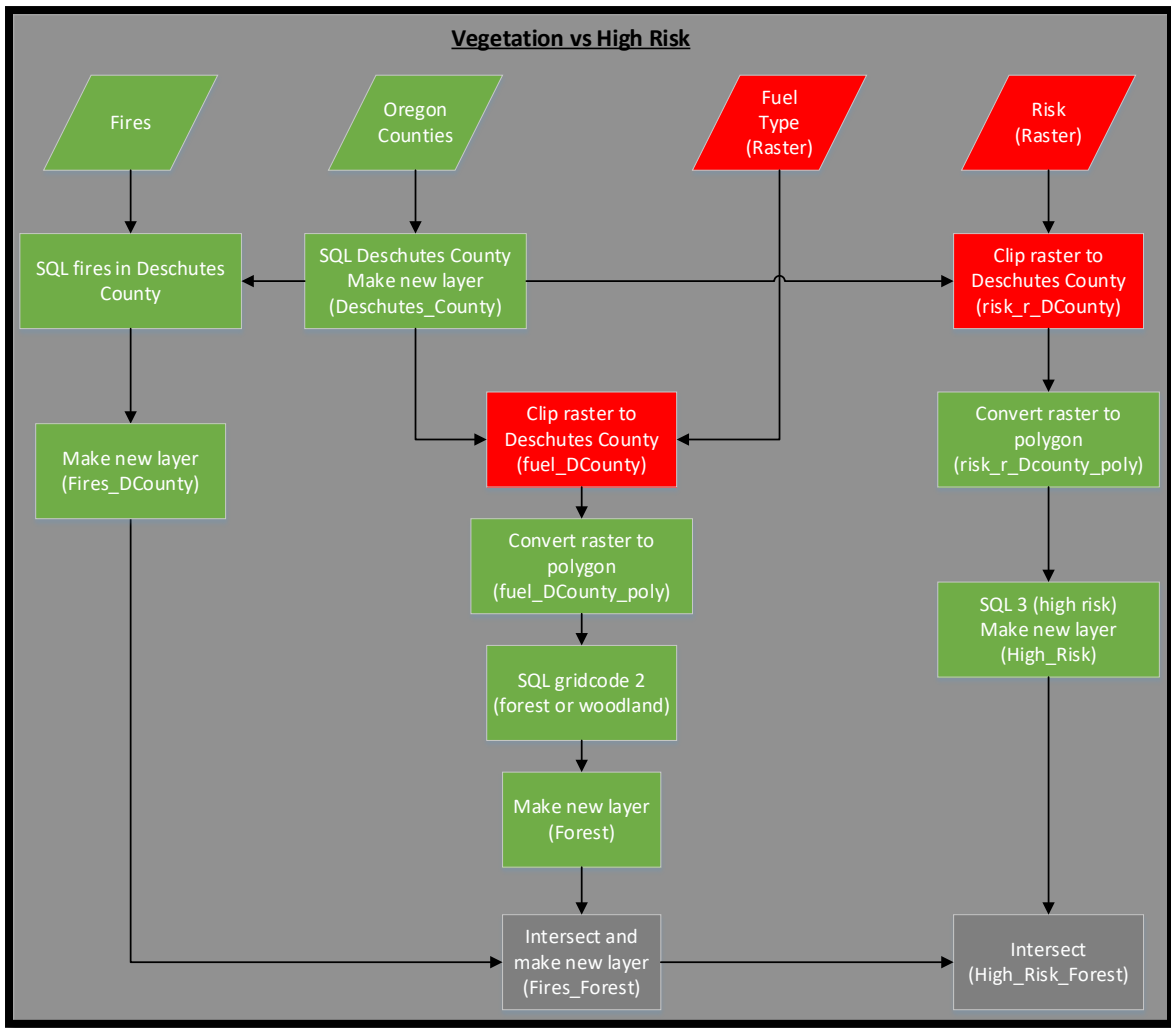 Vegetation vs High Risk
Fires
Oregon
Counties
Fuel
Type
(Raster)
Risk
(Raster)
SQL fires in Deschutes
County
SQL Deschutes County
Make new layer
(Deschutes_County)
Clip raster to
Deschutes County
(risk_r_DCounty)
Clip raster to
Deschutes County
(fuel_DCounty)
Convert raster to
polygon
(risk_r_Dcounty_poly)
Make new layer
(Fires_DCounty)
Convert raster to
polygon
(fuel_DCounty_poly)
SQL 3 (high risk)
Make new layer
(High_Risk)
SQL gridcode 2
(forest or woodland)
Make new layer
(Forest)
Intersect and
make new layer
(Fires_Forest)
Intersect
(High_Risk_Forest)